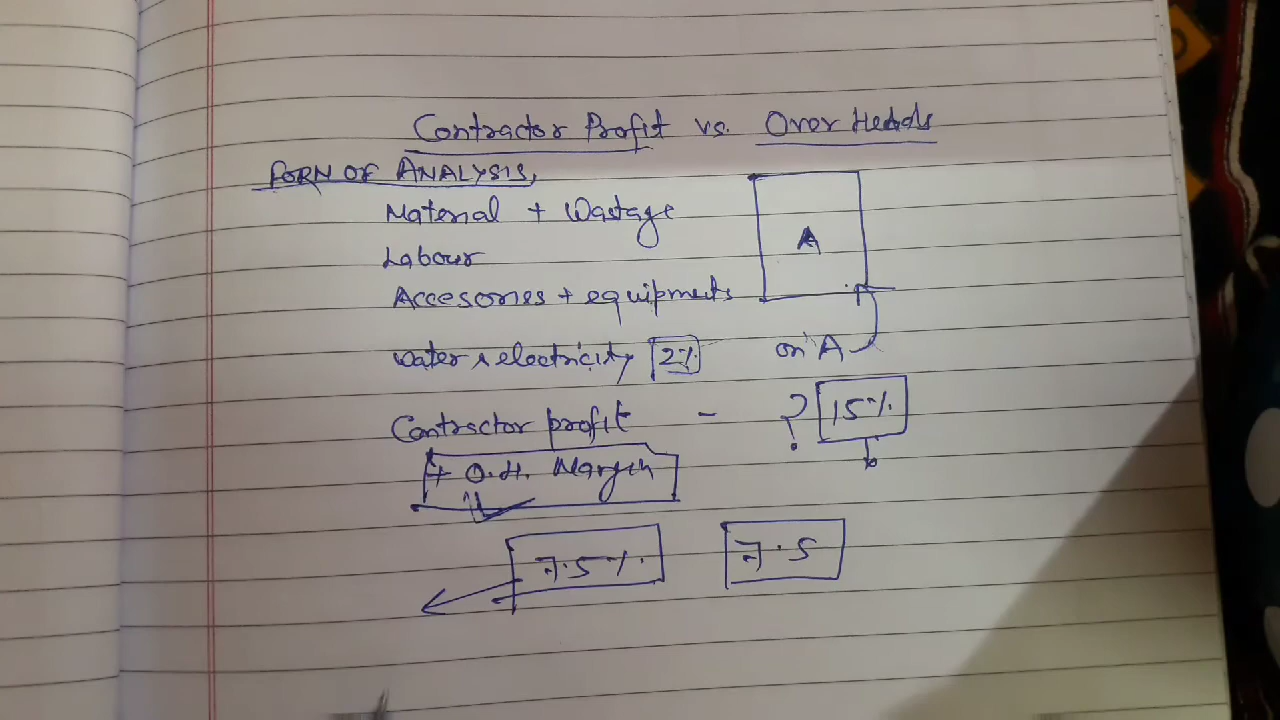 Contractor Profit vs. Over Heads
FORM OF ANALYSIS,
Material + Wastage
A
Labour
Accesories + equipments
Water & electricity 2% on A
Contractor profit - ? 15%
+ O.H. Margin
7.5% 7.5